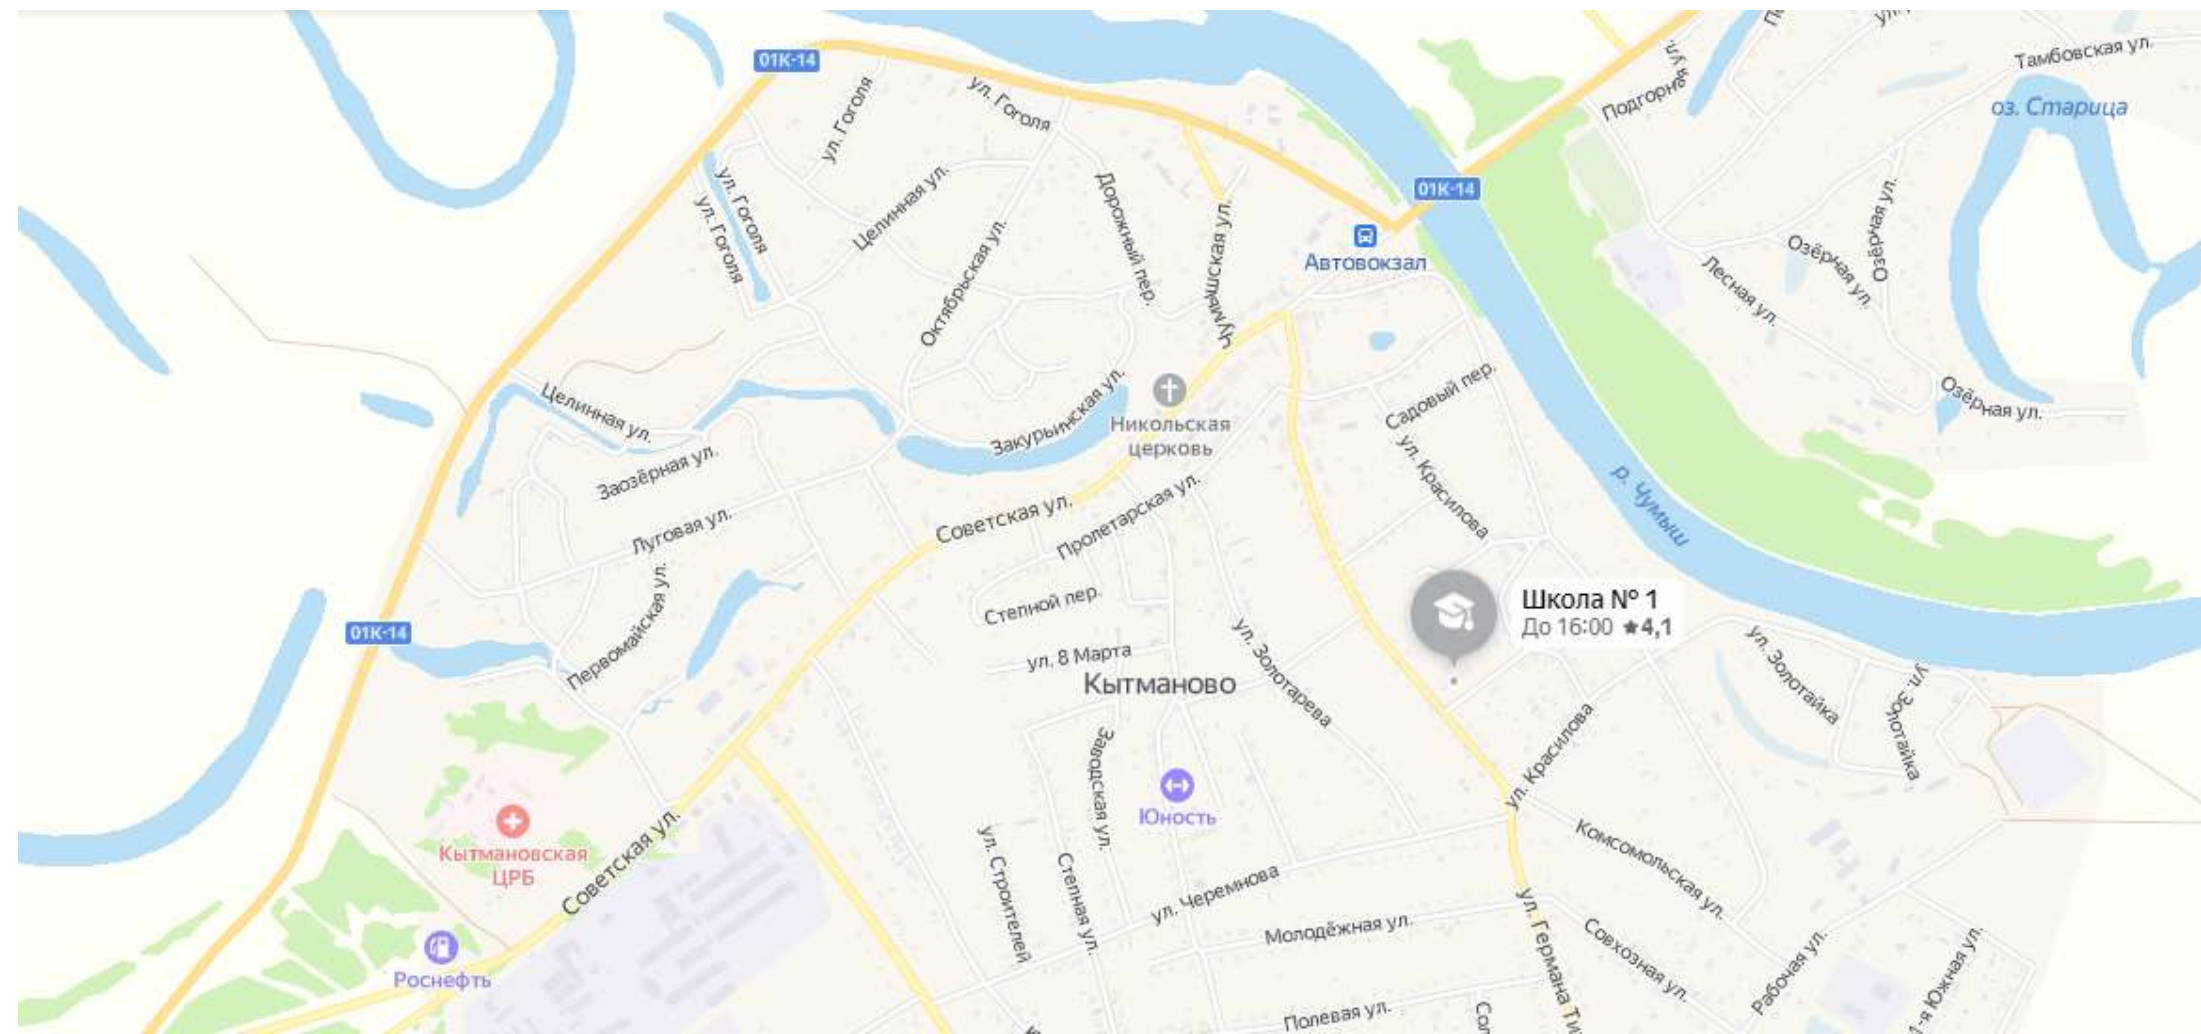 01К-14
Тамбовская ул.
ул. Гоголя
ул. Гоголя
оз. Старица
Подгорная ул.
01К-14
ул. Гоголя
ул. Гоголя
Целинная ул.
Дорожный пер.
Октябрьская ул.
Чумышская ул.
Автовокзал
Озёрная ул.
Озёрная ул.
Лесная ул.
Целинная ул.
Закурьинская ул.
Никольская
церковь
Садовый пер.
Озёрная ул.
Заозёрная ул.
ул. Красилова
р. Чумыш
Луговая ул.
Советская ул.
Пролетарская ул.
Степной пер.
Школа № 1
До 16:00 ★4,1
01К-14
Первомайская ул.
ул. 8 Марта
Кытманово
ул. Золотарева
ул. Золотайка
ул. Золотайка
Заводская ул.
ул. Красилова
Юность
Кытмановская
ЦРБ
Советская ул.
ул. Строителей
Степная ул.
ул. Черемнова
Комсомольская ул.
Молодёжная ул.
ул. Германа Ти
Совхозная ул.
Рабочая ул.
1-я Южная ул.
Роснефть
Полевая ул.